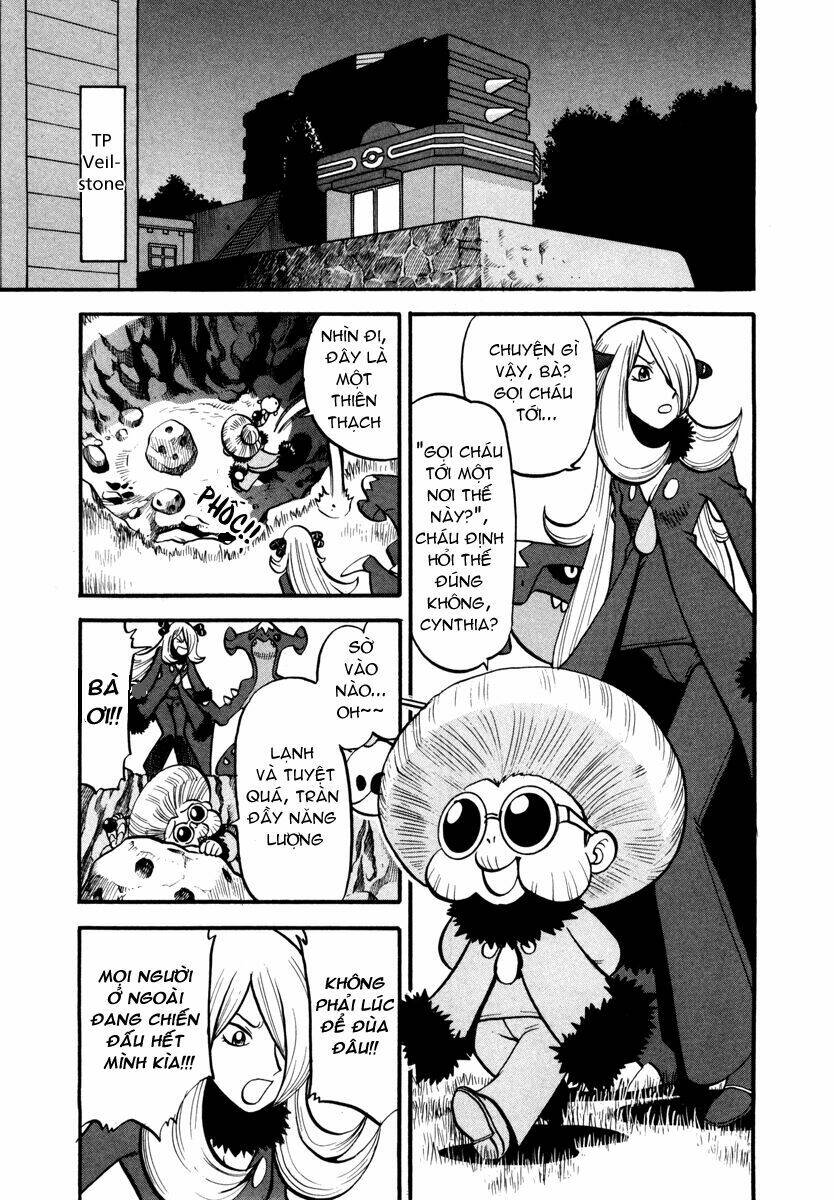 TP
Veil-
stone
CHUYỆN GÌ
VẬY, BÀ?
GỌI CHÁU
TỚI...
"GỌI CHÁU
TỚI MỘT
NƠI THẾ
NÀY?",
CHÁU ĐỊNH
HỎI THẾ
ĐÚNG
KHÔNG,
CYNTHIA?
NHÌN ĐI,
ĐÂY LÀ
MỘT
THIÊN
THẠCH
PHỐC!!
SỜ
VÀO
NÀO...
OH~~
LẠNH
VÀ TUYỆT
QUÁ, TRÀN
ĐẦY NĂNG
LƯỢNG
BÀ
ƠI!!
KHÔNG
PHẢI LÚC
ĐỂ ĐÙA
ĐÂU!!
MỌI NGƯỜI
Ở NGOÀI
ĐANG CHIẾN
ĐẤU HẾT
MÌNH KÌA!!!